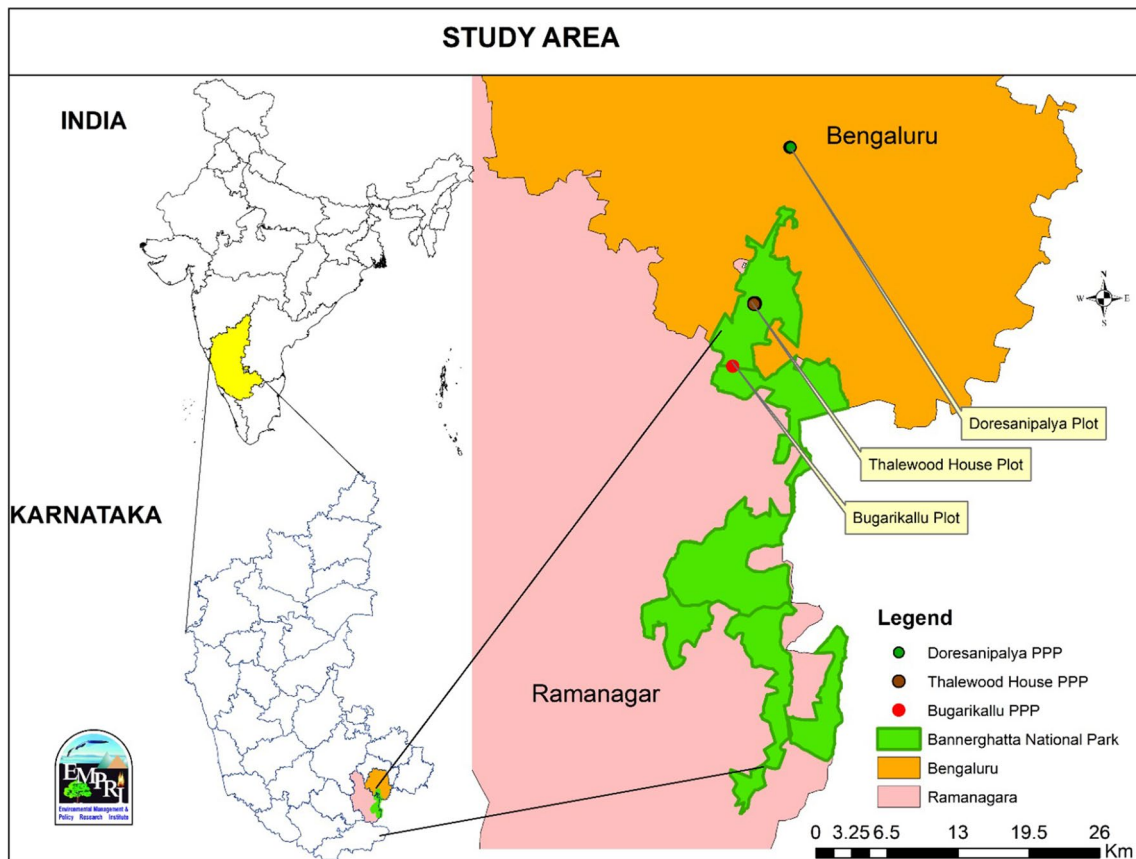 STUDY AREA
INDIA
KARNATAKA
Bengaluru
Ramanagar
N
W E
S
Doresanipalya Plot
Thalewood House Plot
Bugarikallu Plot
Legend
Doresanipalya PPP
Thalewood House PPP
Bugarikallu PPP
Bannerghatta National Park
Bengaluru
Ramanagara
0 3.25 6.5 13 19.5 26
Km
EMPRI
Environmental Management &
Policy Research Institute